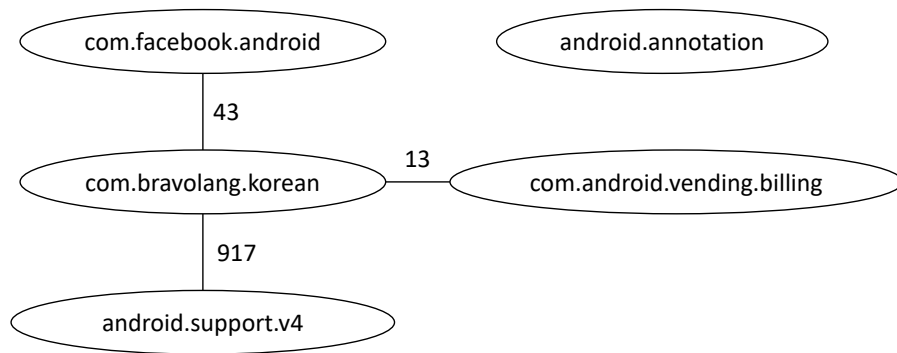 com.facebook.android
android.annotation
43
com.bravolang.korean
13
com.android.vending.billing
917
android.support.v4